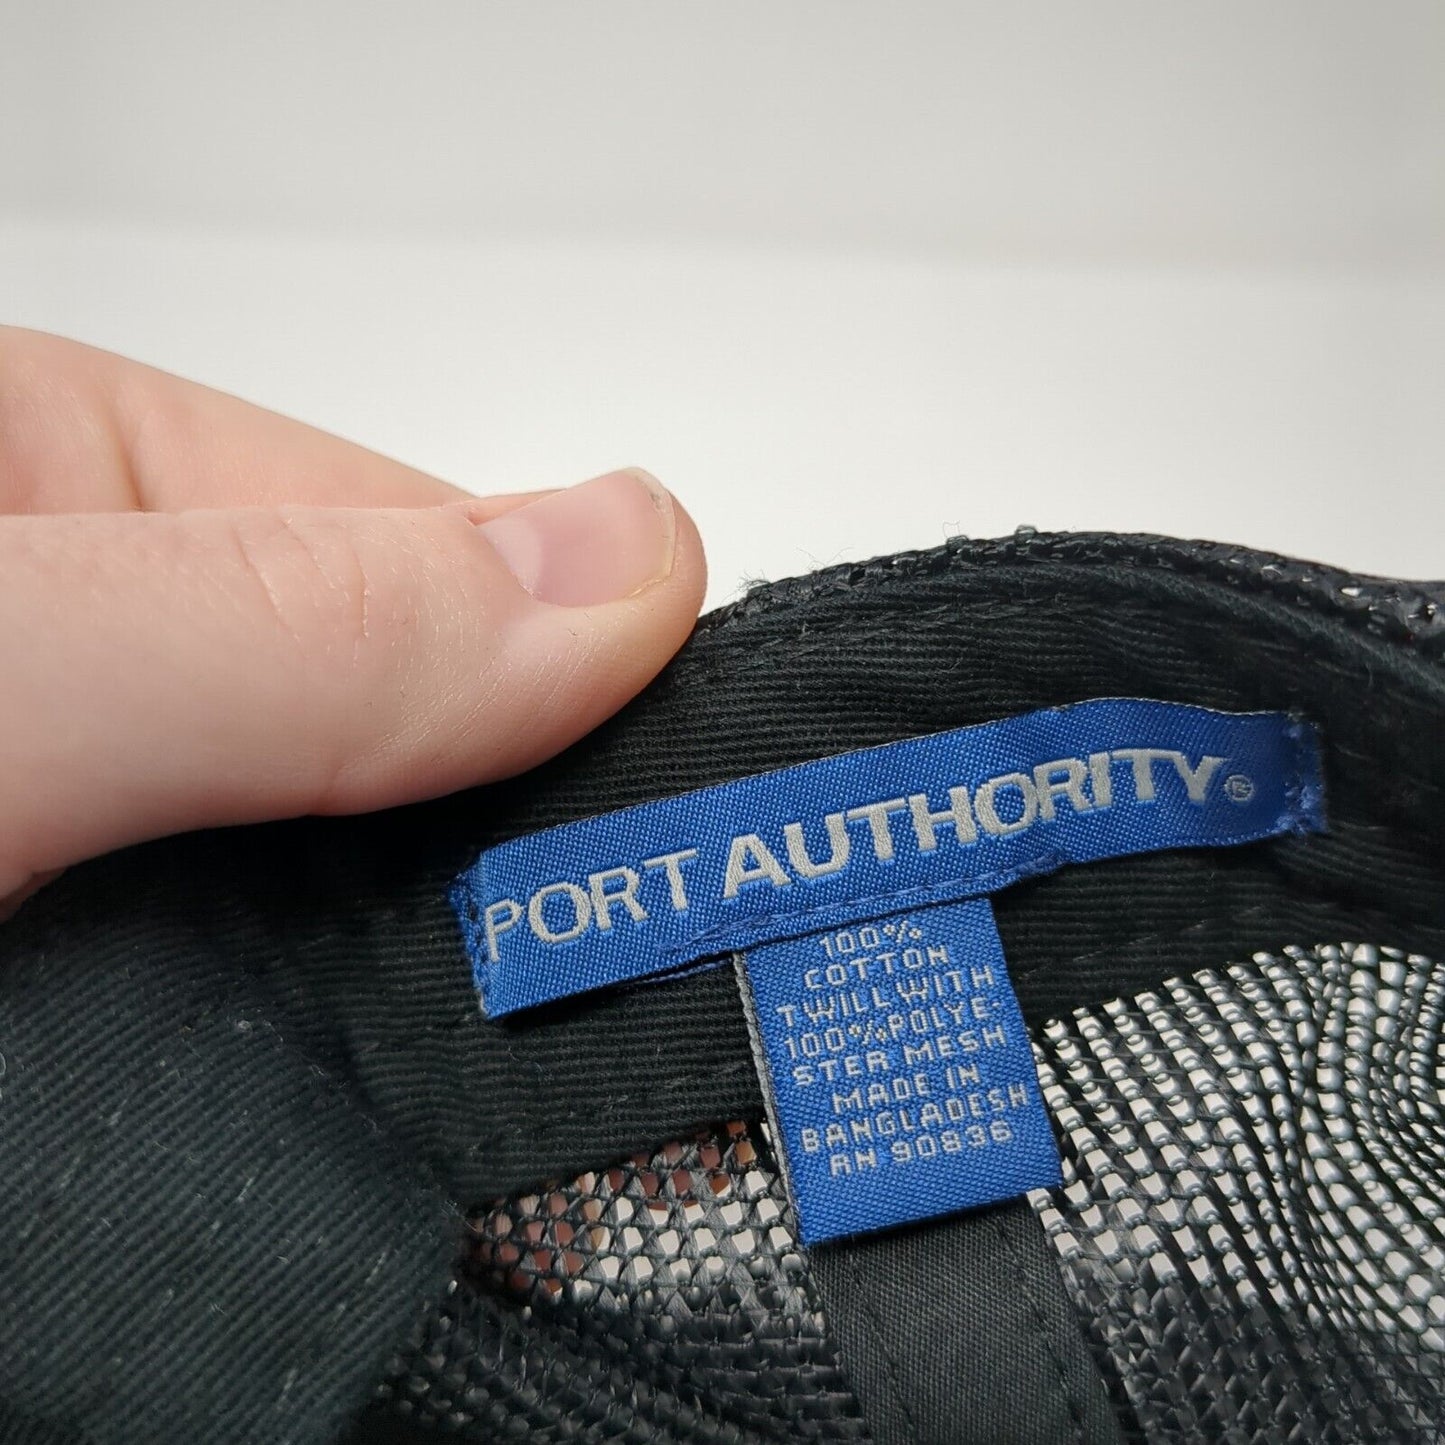 PORT AUTHORITY®
100%
COTTON
TWILL WITH
100% POLYE-
STER MESH
MADE IN
BANGLADESH
RN 90836